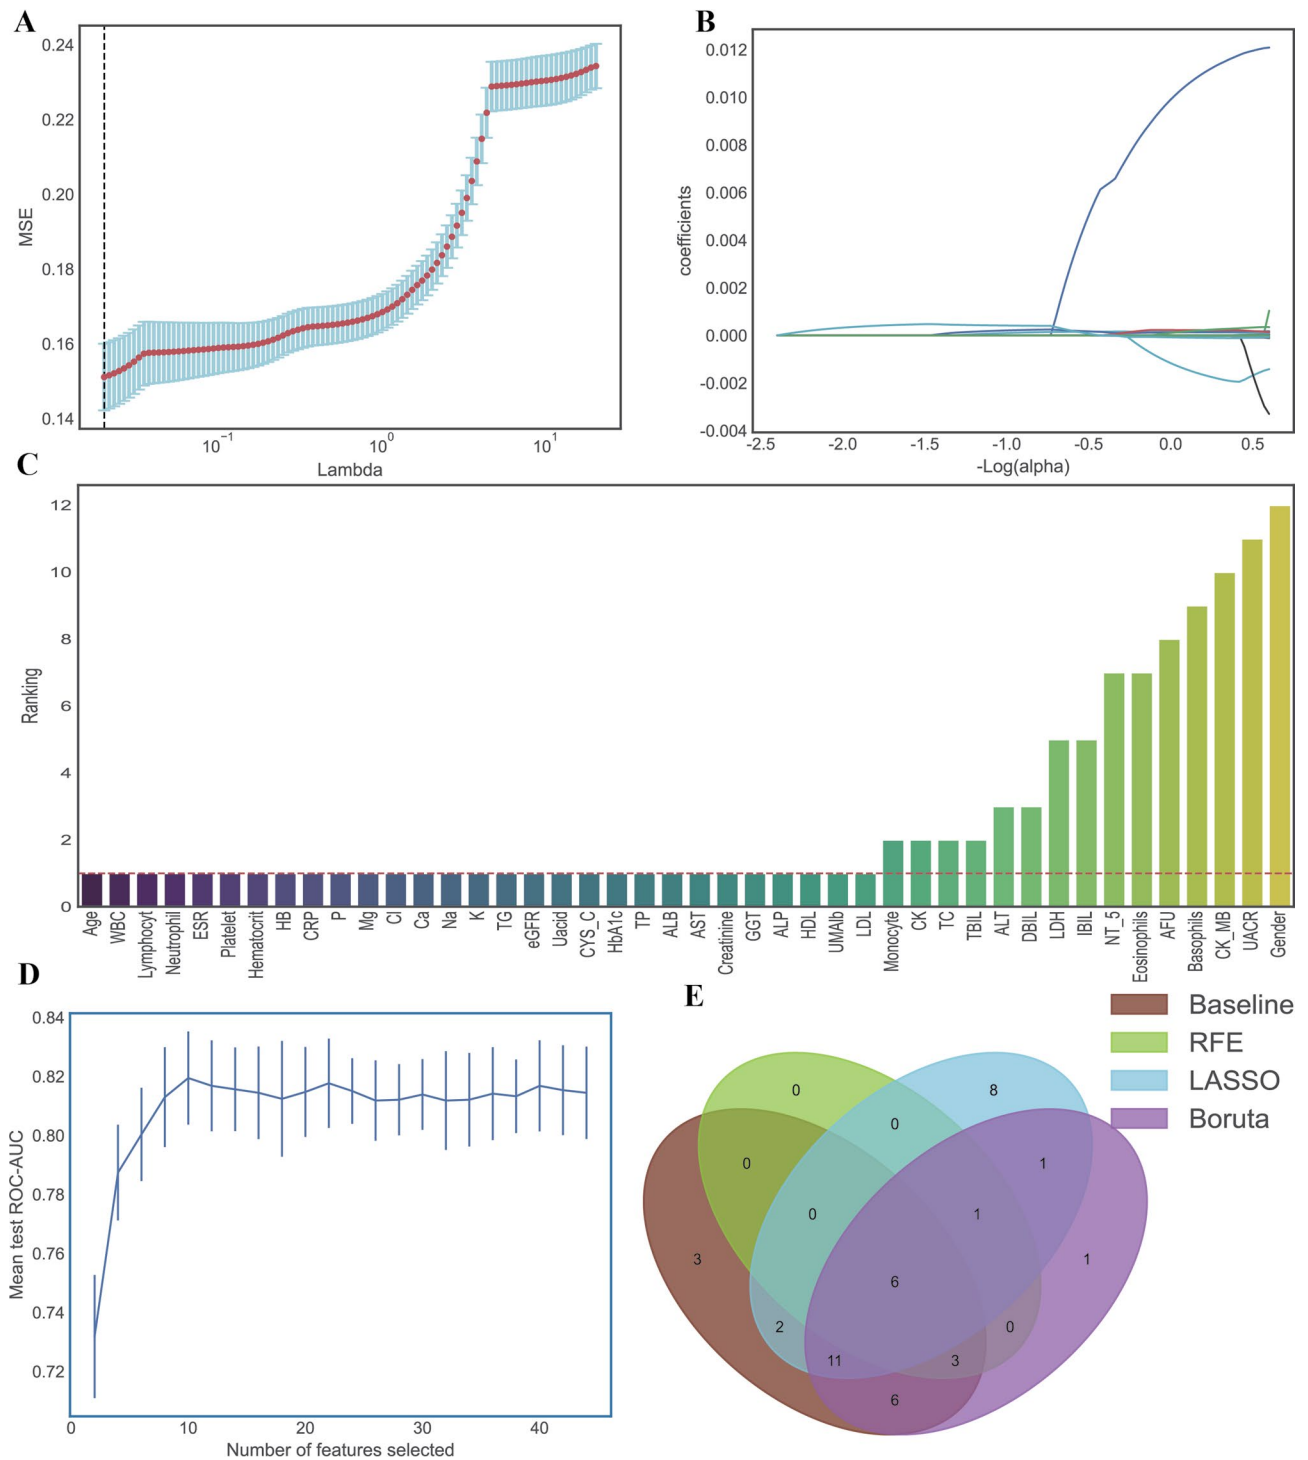 A
0.24
0.22
0.20
0.18
0.16
0.14
MSE
10⁻¹
10⁰
10¹
Lambda
B
0.012
0.010
0.008
0.006
0.004
0.002
0.000
-0.002
-0.004
coefficients
-2.5 -2.0 -1.5 -1.0 -0.5 0.0 0.5
-Log(alpha)
C
12
10
8
6
4
2
0
Ranking
Age
WBC
Lymphocyt
Neutrophil
ESR
Platelet
Hematocrit
HB
CRP
P
Mg
Cl
Ca
Na
K
TG
eGFR
Uacid
CYS_C
HbA1c
TP
ALB
AST
Creatinine
GGT
ALP
HDL
UMAlb
LDL
Monocyte
CK
TC
TBIL
ALT
DBIL
LDH
IBIL
NT_5
Eosinophils
AFU
Basophils
CK_MB
UACR
Gender
D
0.84
0.82
0.80
0.78
0.76
0.74
0.72
Mean test ROC-AUC
0 10 20 30 40
Number of features selected
E
Baseline
RFE
LASSO
Boruta
0
8
0
0
1
0
1
3
1
6
2
0
11
3
6